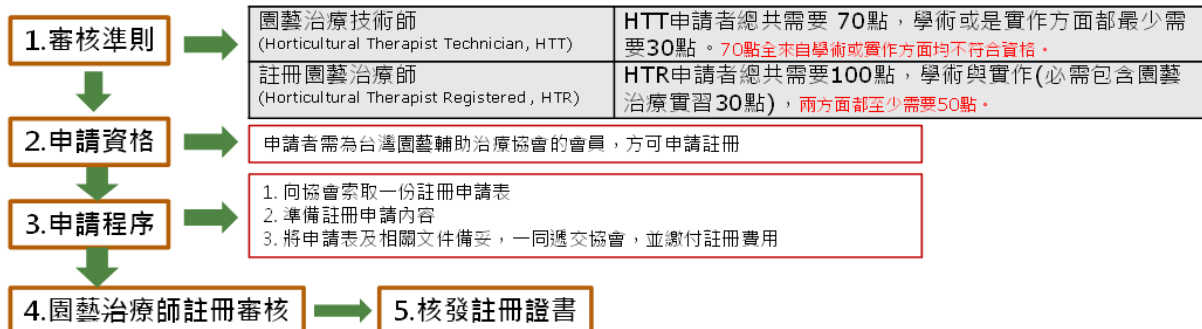 1.審核準則
園藝治療技術師
(Horticultural Therapist Technician, HTT)
HTT申請者總共需要 70點，學術或是實作方面都最少需
要30點。70點全來自學術或實作方面均不符合資格。
註冊園藝治療師
(Horticultural Therapist Registered , HTR)
HTR申請者總共需要100點，學術與實作(必需包含園藝
治療實習30點)，兩方面都至少需要50點。
2.申請資格
申請者需為台灣園藝輔助治療協會的會員，方可申請註冊
3.申請程序
1. 向協會索取一份註冊申請表
2. 準備註冊申請內容
3. 將申請表及相關文件備妥，一同遞交協會，並繳付註冊費用
4.園藝治療師註冊審核
5.核發註冊證書